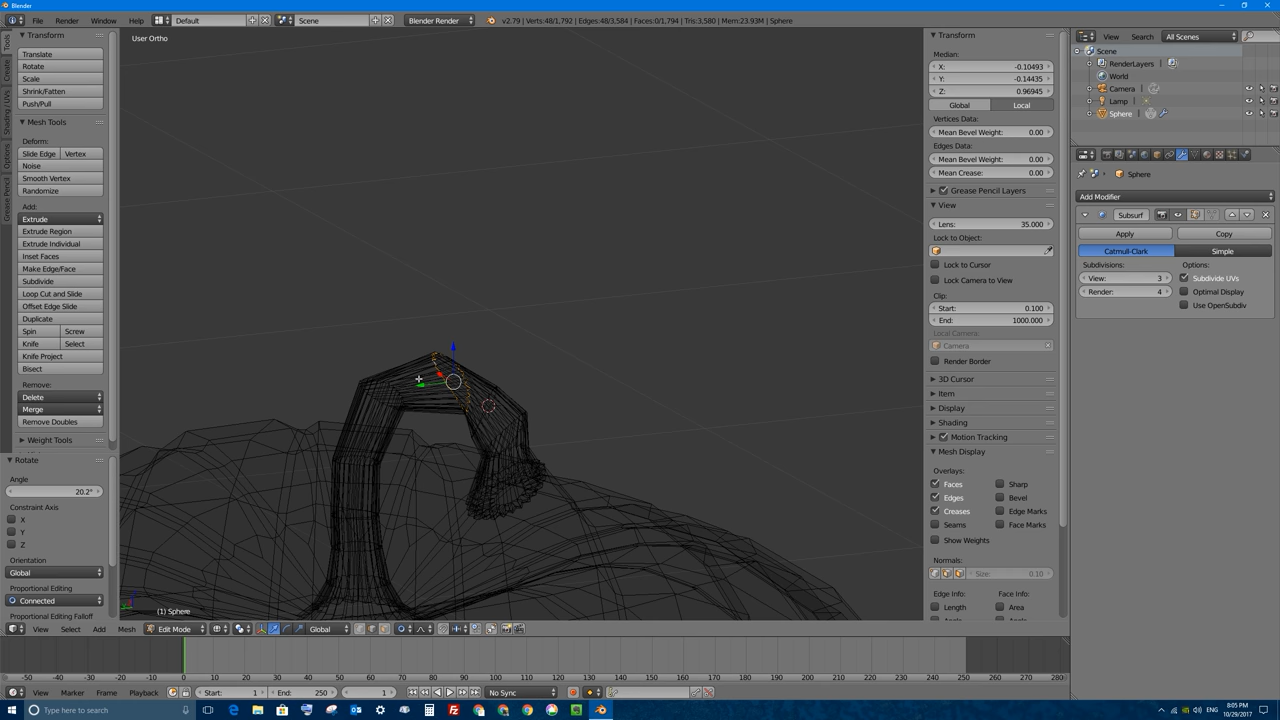 Blender
File Render Window Help Default Scene Blender Render v2.79 | Verts:48/1,792 | Edges:48/3,584 | Faces:0/1,794 | Tris:3,580 | Mem:23.93M | Sphere
Tools
Create
Shading / UVs
Options
Grease Pencil
Transform
Translate
Rotate
Scale
Shrink/Fatten
Push/Pull
Mesh Tools
Deform:
Slide Edge Vertex
Noise
Smooth Vertex
Randomize
Add:
Extrude
Extrude Region
Extrude Individual
Inset Faces
Make Edge/Face
Subdivide
Loop Cut and Slide
Offset Edge Slide
Duplicate
Spin Screw
Knife Select
Knife Project
Bisect
Remove:
Delete
Merge
Remove Doubles
Weight Tools
Rotate
Angle
20.2°
Constraint Axis
X
Y
Z
Orientation
Global
Proportional Editing
Connected
Proportional Editing Falloff
User Ortho
(1) Sphere
View Select Add Mesh Edit Mode Global
Transform
Median:
X: -0.10493
Y: -0.14435
Z: 0.96945
Global Local
Vertices Data:
Mean Bevel Weight: 0.00
Edges Data:
Mean Bevel Weight: 0.00
Mean Crease: 0.00
Grease Pencil Layers
View
Lens: 35.000
Lock to Object:
Lock to Cursor
Lock Camera to View
Clip:
Start: 0.100
End: 1000.000
Local Camera:
Camera
Render Border
3D Cursor
Item
Display
Shading
Motion Tracking
Mesh Display
Overlays:
Faces Sharp
Edges Bevel
Creases Edge Marks
Seams Face Marks
Show Weights
Normals:
Size: 0.10
Edge Info: Face Info:
Length Area
View Search All Scenes
Scene
RenderLayers
World
Camera
Lamp
Sphere
Sphere
Add Modifier
Subsurf
Apply Copy
Catmull-Clark Simple
Subdivisions: Options:
View: 3 Subdivide UVs
Render: 4 Optimal Display
Use OpenSubdiv
-50 -40 -30 -20 -10 0 10 20 30 40 50 60 70 80 90 100 110 120 130 140 150 160 170 180 190 200 210 220 230 240 250 260 270 280
View Marker Frame Playback Start: 1 End: 250 1 No Sync
Type here to search
ENG
8:05 PM
10/29/2017